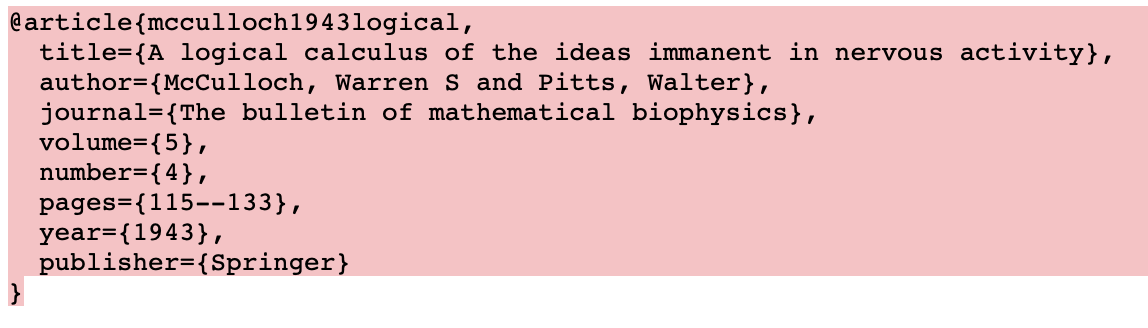 @article{mcculloch1943logical,
  title={A logical calculus of the ideas immanent in nervous activity},
  author={McCulloch, Warren S and Pitts, Walter},
  journal={The bulletin of mathematical biophysics},
  volume={5},
  number={4},
  pages={115--133},
  year={1943},
  publisher={Springer}
}